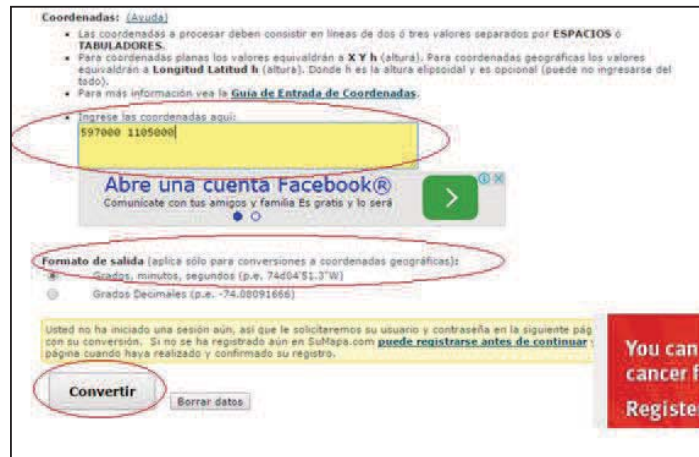 Coordenadas: (Ayuda)
• Las coordenadas a procesar deben consistir en líneas de dos ó tres valores separados por ESPACIOS ó
TABULADORES.
• Para coordenadas planas los valores equivaldrán a X Y h (altura). Para coordenadas geográficas los valores
equivaldrán a Longitud Latitud h (altura). Donde h es la altura elipsoidal y es opcional (puede no ingresarse del
todo).
• Para más información vea la Guía de Entrada de Coordenadas.
• Ingrese las coordenadas aquí:
597000 1105000
Abre una cuenta Facebook®
Comunícate con tus amigos y familia Es gratis y lo será
Formato de salida (aplica sólo para conversiones a coordenadas geográficas):
Grados, minutos, segundos (p.e. 74d04'51.3"W)
Grados Decimales (p.e. -74.08091666)
Usted no ha iniciado una sesión aún, así que le solicitaremos su usuario y contraseña en la siguiente pág
con su conversión. Si no se ha registrado aún en SuMapa.com puede registrarse antes de continuar y
página cuando haya realizado y confirmado su registro.
You can
cancer f
Register
Convertir
Borrar datos